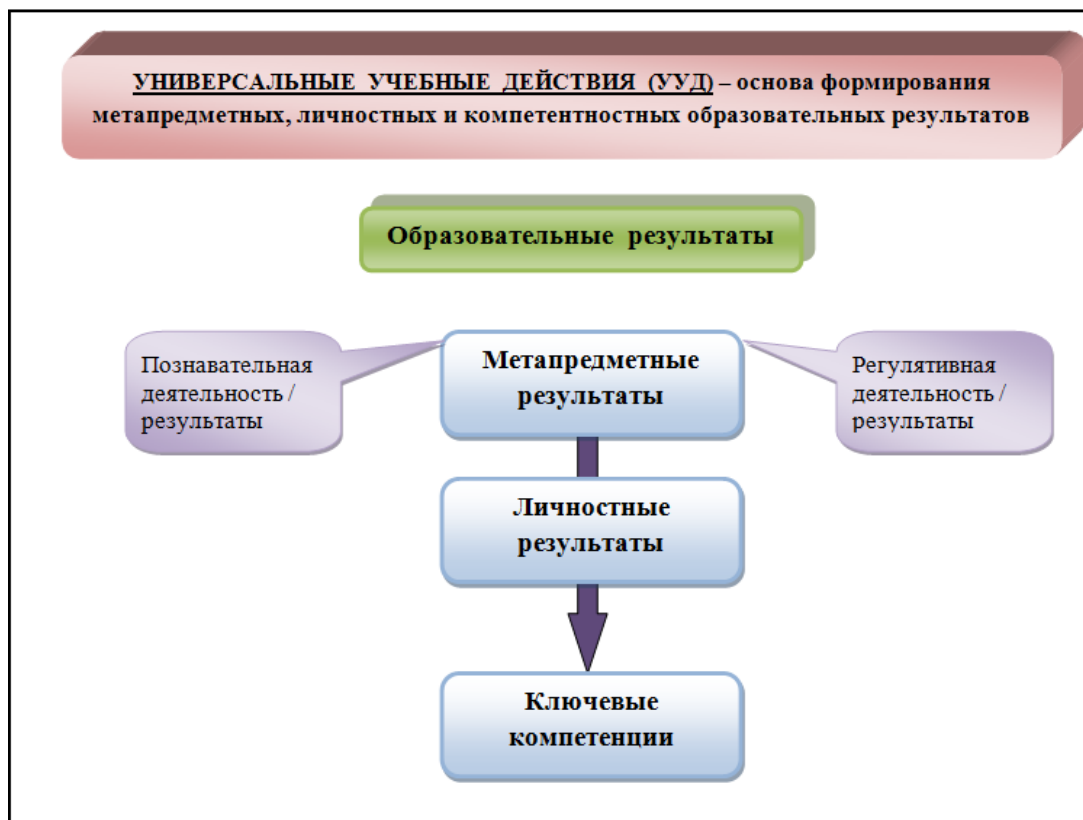 УНИВЕРСАЛЬНЫЕ УЧЕБНЫЕ ДЕЙСТВИЯ (УУД) – основа формирования
метапредметных, личностных и компетентностных образовательных результатов
Образовательные результаты
Познавательная
деятельность /
результаты
Метапредметные
результаты
Регулятивная
деятельность /
результаты
Личностные
результаты
Ключевые
компетенции